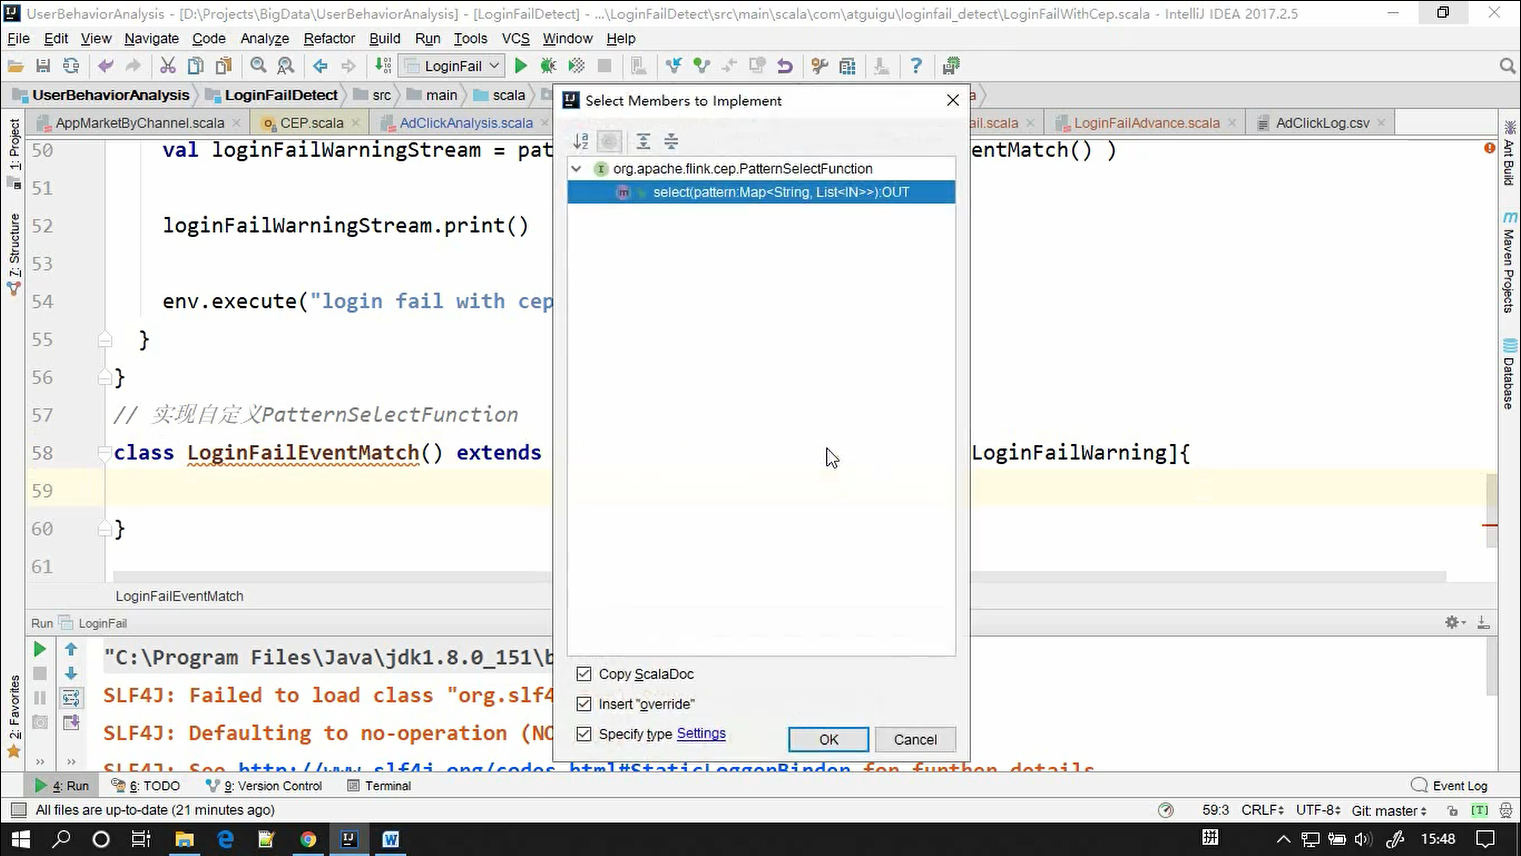 UserBehaviorAnalysis - [D:\Projects\BigData\UserBehaviorAnalysis] - [LoginFailDetect] - ...\LoginFailDetect\src\main\scala\com\atguigu\loginfail_detect\LoginFailWithCep.scala - IntelliJ IDEA 2017.2.5
File Edit View Navigate Code Analyze Refactor Build Run Tools VCS Window Help
LoginFail
UserBehaviorAnalysis LoginFailDetect src main scala
AppMarketByChannel.scala CEP.scala AdClickAnalysis.scala ail.scala LoginFailAdvance.scala AdClickLog.csv
Select Members to Implement
org.apache.flink.cep.PatternSelectFunction
select(pattern:Map<String, List<IN>>):OUT
Copy ScalaDoc
Insert "override"
Specify type Settings
OK Cancel
1: Project
7: Structure
2: Favorites
Ant Build
Maven Projects
Database
50 val loginFailWarningStream = pat entMatch() )
51
52 loginFailWarningStream.print()
53
54 env.execute("login fail with cep
55 }
56 }
57 // 实现自定义PatternSelectFunction
58 class LoginFailEventMatch() extends LoginFailWarning]{
59
60 }
61
LoginFailEventMatch
Run LoginFail
"C:\Program Files\Java\jdk1.8.0_151\b
SLF4J: Failed to load class "org.slf4
SLF4J: Defaulting to no-operation (NO
SLF4J: See http://www.slf4j.org/codes.html#StaticLoggerBinder for further details.
4: Run 6: TODO 9: Version Control Terminal Event Log
All files are up-to-date (21 minutes ago) 59:3 CRLF UTF-8 Git: master [T]
拼 15:48